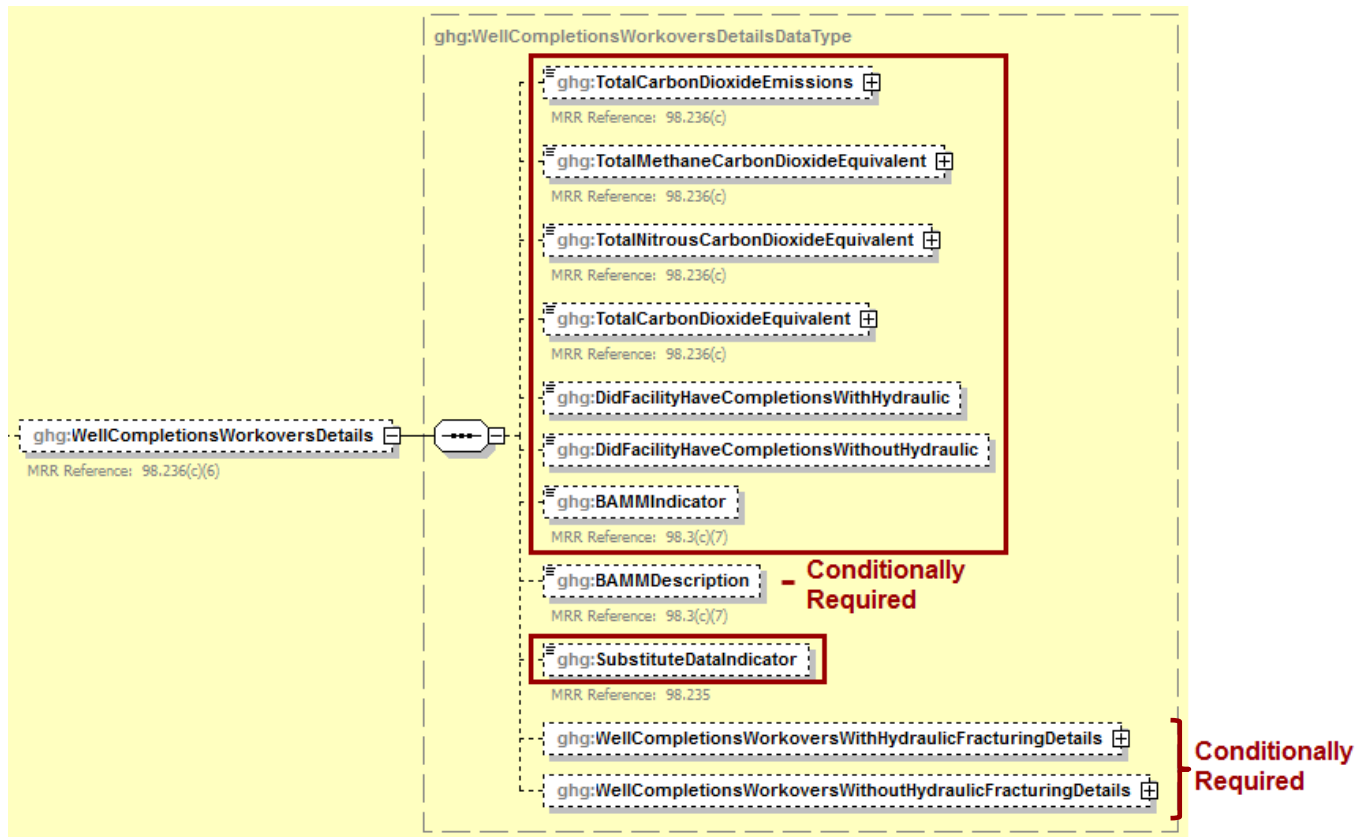 ghg:WellCompletionsWorkoversDetailsDataType
ghg:TotalCarbonDioxideEmissions
MRR Reference: 98.236(c)
ghg:TotalMethaneCarbonDioxideEquivalent
MRR Reference: 98.236(c)
ghg:TotalNitrousCarbonDioxideEquivalent
MRR Reference: 98.236(c)
ghg:TotalCarbonDioxideEquivalent
MRR Reference: 98.236(c)
ghg:DidFacilityHaveCompletionsWithHydraulic
ghg:WellCompletionsWorkoversDetails
MRR Reference: 98.236(c)(6)
ghg:DidFacilityHaveCompletionsWithoutHydraulic
ghg:BAMMIndicator
MRR Reference: 98.3(c)(7)
ghg:BAMMDescription
MRR Reference: 98.3(c)(7)
- Conditionally
Required
ghg:SubstituteDataIndicator
MRR Reference: 98.235
ghg:WellCompletionsWorkoversWithHydraulicFracturingDetails
ghg:WellCompletionsWorkoversWithoutHydraulicFracturingDetails
Conditionally
Required